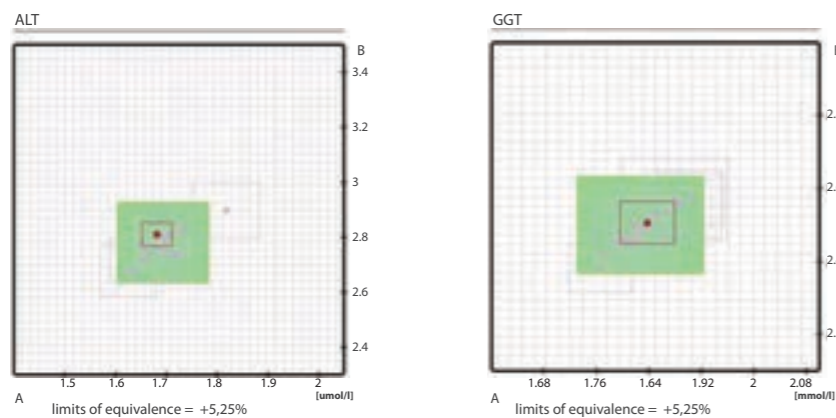 ALT
B
3.4
3.2
3
2.8
2.6
2.4
1.5 1.6 1.7 1.8 1.9 2
A [umol/l]
limits of equivalence = +5,25%
GGT
1.68 1.76 1.64 1.92 2 2.08
A [mmol/l]
limits of equivalence = +5,25%